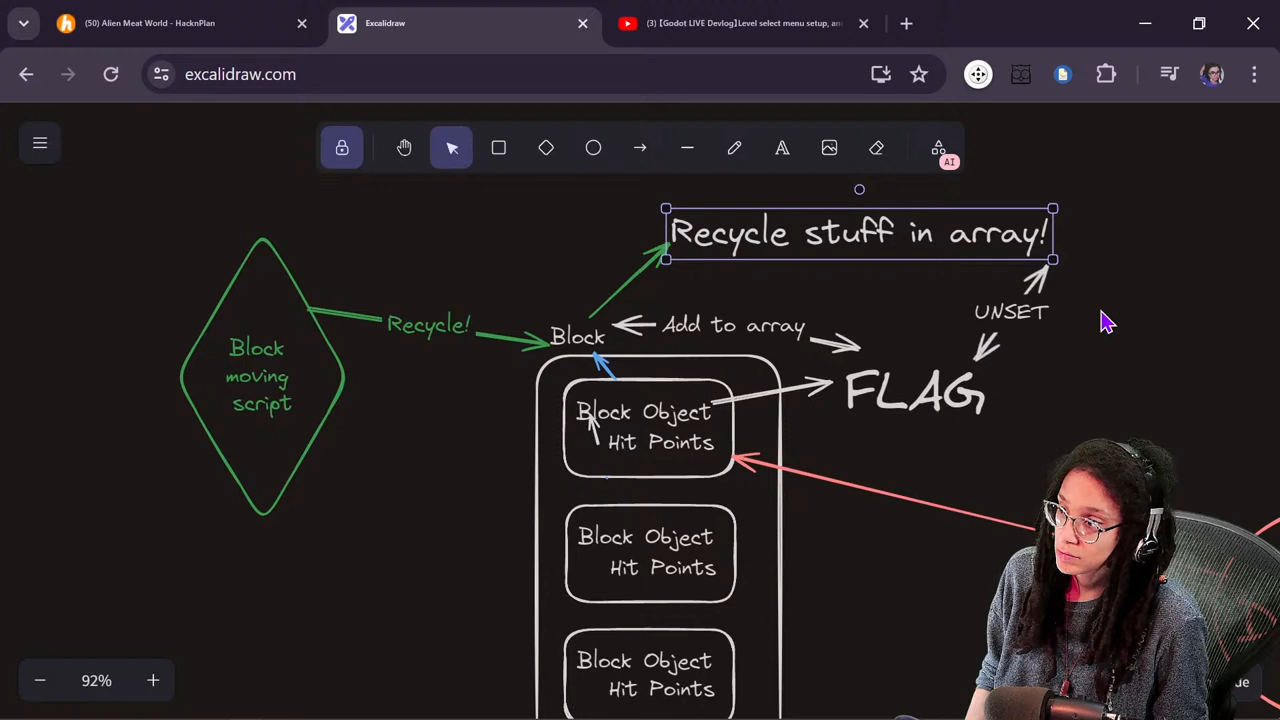 (50) Alien Meat World - HacknPlan
Excalidraw
(3) 【Godot LIVE Devlog】Level select menu setup, an
excalidraw.com
AI
Recycle stuff in array!
UNSET
Recycle!
Block
Add to array
Block
moving
script
FLAG
Block Object
Hit Points
Block Object
Hit Points
Block Object
Hit Points
92%
de